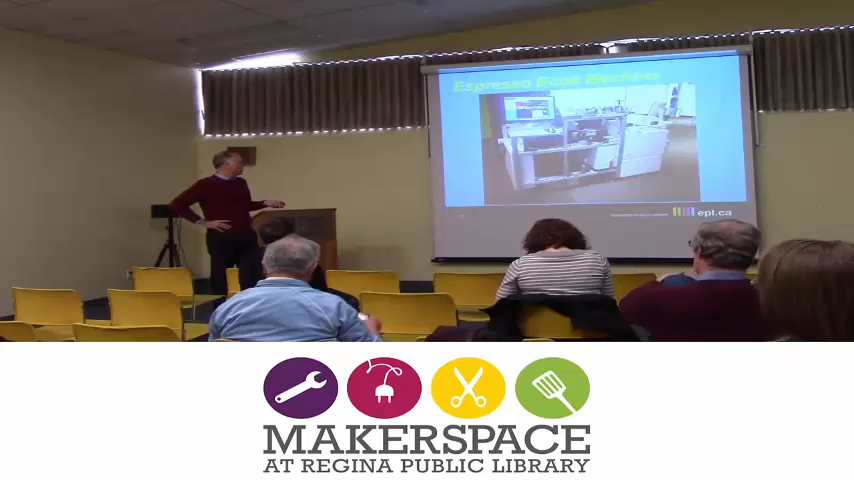 Espresso Book Machine
epl.ca
MAKERSPACE
AT REGINA PUBLIC LIBRARY